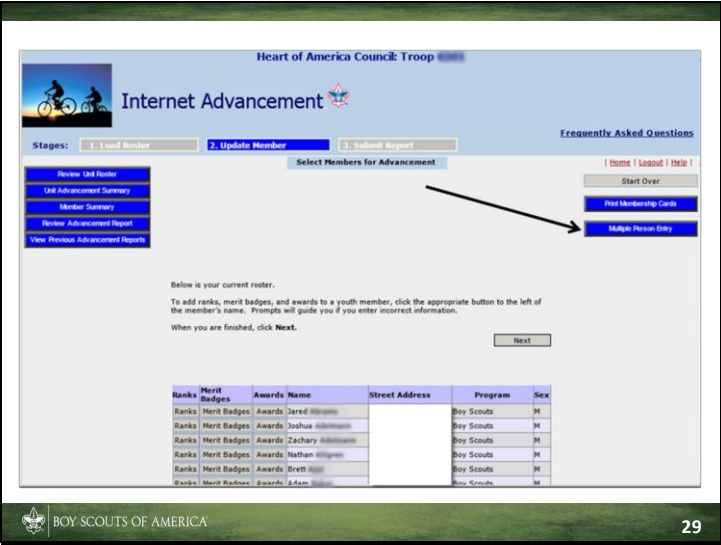 Heart of America Council: Troop
Internet Advancement
Frequently Asked Questions
Stages: 1. Load Roster 2. Update Member 3. Submit Report
Select Members for Advancement
| Home | Logout | Help |
Review Unit Roster
Unit Advancement Summary
Member Summary
Review Advancement Report
View Previous Advancement Reports
Start Over
Print Membership Cards
Multiple Person Entry
Below is your current roster.
To add ranks, merit badges, and awards to a youth member, click the appropriate button to the left of
the member's name. Prompts will guide you if you enter incorrect information.
When you are finished, click Next.
Next
Ranks Merit Badges Awards Name Street Address Program Sex
Ranks Merit Badges Awards Jared Boy Scouts M
Ranks Merit Badges Awards Joshua Boy Scouts M
Ranks Merit Badges Awards Zachary Boy Scouts M
Ranks Merit Badges Awards Nathan Boy Scouts M
Ranks Merit Badges Awards Brett Boy Scouts M
Ranks Merit Badges Awards Adam Boy Scouts M
BOY SCOUTS OF AMERICA
29